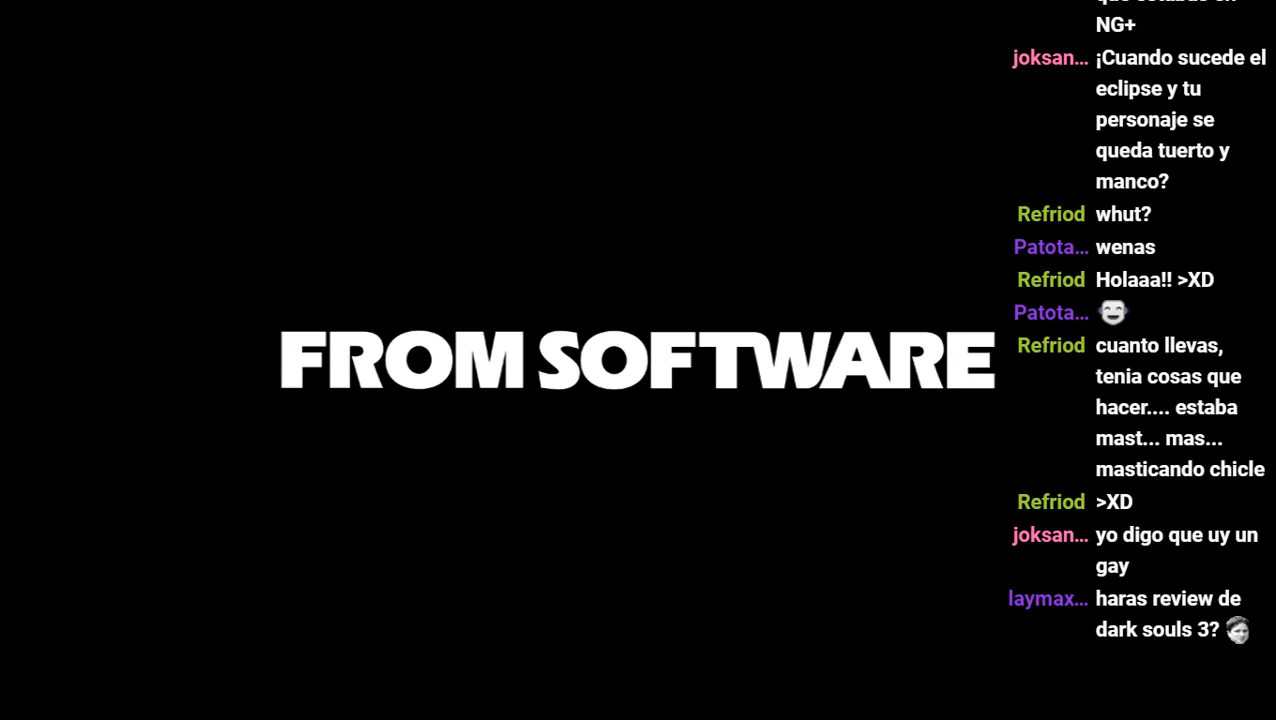 FROM SOFTWARE
NG+
joksan… ¡Cuando sucede el
eclipse y tu
personaje se
queda tuerto y
manco?
Refriod whut?
Patota… wenas
Refriod Holaaa!! >XD
Patota…
Refriod cuanto llevas,
tenia cosas que
hacer.... estaba
mast... mas...
masticando chicle
Refriod >XD
joksan… yo digo que uy un
gay
laymax… haras review de
dark souls 3?